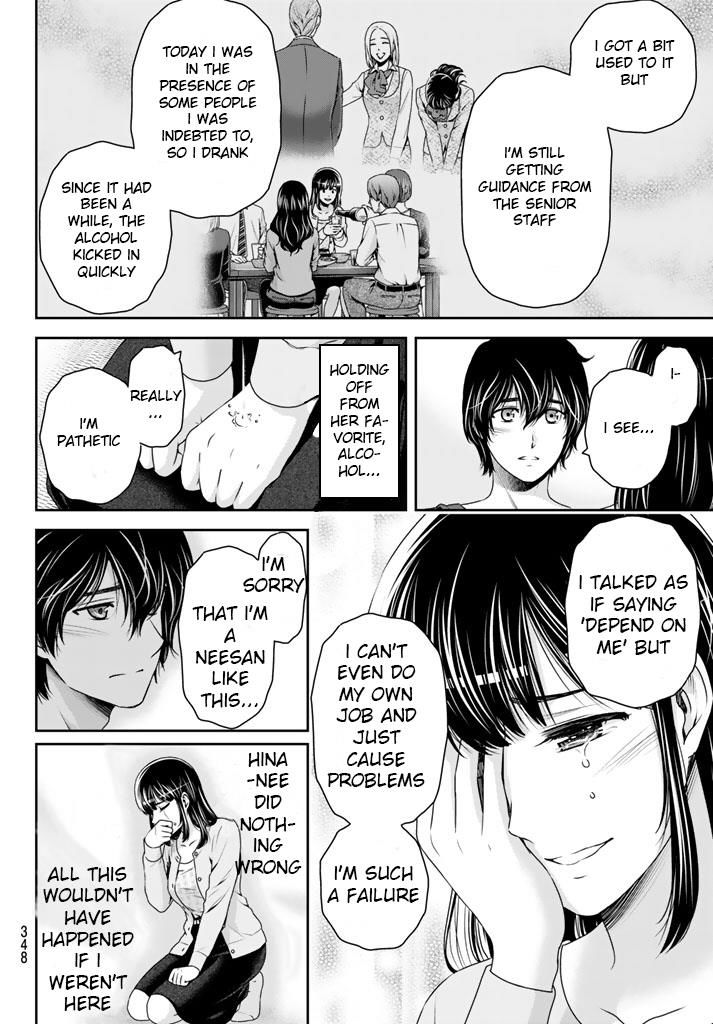 I GOT A BIT
USED TO IT
BUT
I'M STILL
GETTING
GUIDANCE FROM
THE SENIOR
STAFF
TODAY I WAS
IN THE
PRESENCE OF
SOME PEOPLE
I WAS
INDEBTED TO,
SO I DRANK
SINCE IT HAD
BEEN A
WHILE, THE
ALCOHOL
KICKED IN
QUICKLY
I-
I SEE...
HOLDING
OFF
FROM
HER FA-
VORITE,
ALCO-
HOL...
REALLY
...
I'M
PATHETIC
I TALKED AS
IF SAYING
'DEPEND ON
ME' BUT
I CAN'T
EVEN DO
MY OWN
JOB AND
JUST
CAUSE
PROBLEMS
I'M SUCH
A FAILURE
I'M
SORRY
THAT I'M
A
NEESAN
LIKE
THIS...
HINA
-NEE
DID
NOTH-
ING
WRONG
ALL THIS
WOULDN'T
HAVE
HAPPENED
IF I
WEREN'T
HERE
348